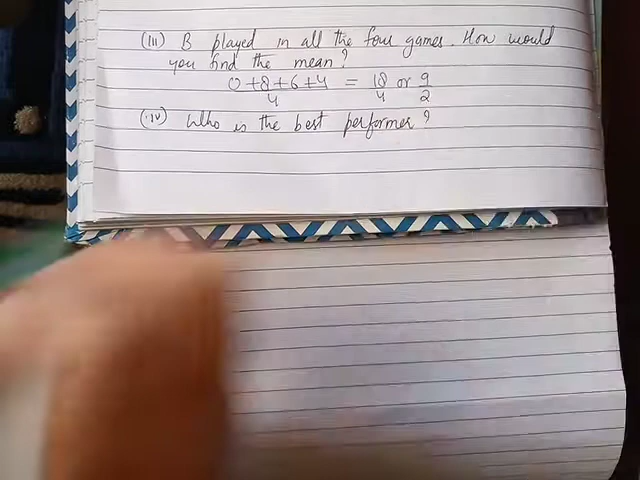 (iii) B played in all the four games. How would
you find the mean?
0+8+6+4/4 = 18/4 or 9/2
(iv) Who is the best performer?